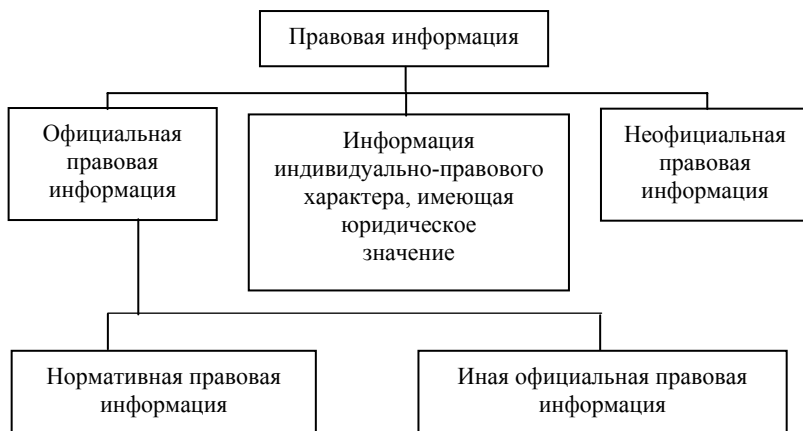 Правовая информация
Официальная
правовая
информация
Информация
индивидуально-правового
характера, имеющая
юридическое
значение
Неофициальная
правовая
информация
Нормативная правовая
информация
Иная официальная правовая
информация